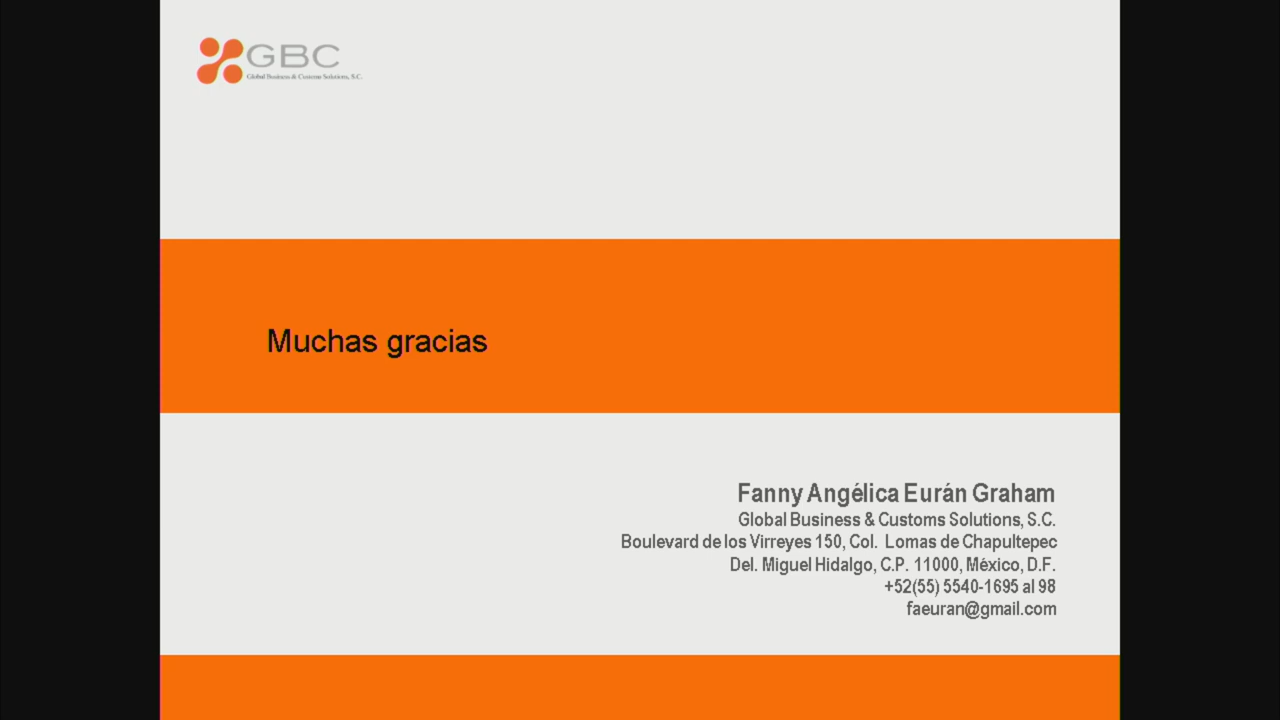 GBC
Global Business & Customs Solutions, S.C.
Muchas gracias
Fanny Angélica Eurán Graham
Global Business & Customs Solutions, S.C.
Boulevard de los Virreyes 150, Col. Lomas de Chapultepec
Del. Miguel Hidalgo, C.P. 11000, México, D.F.
+52(55) 5540-1695 al 98
faeuran@gmail.com